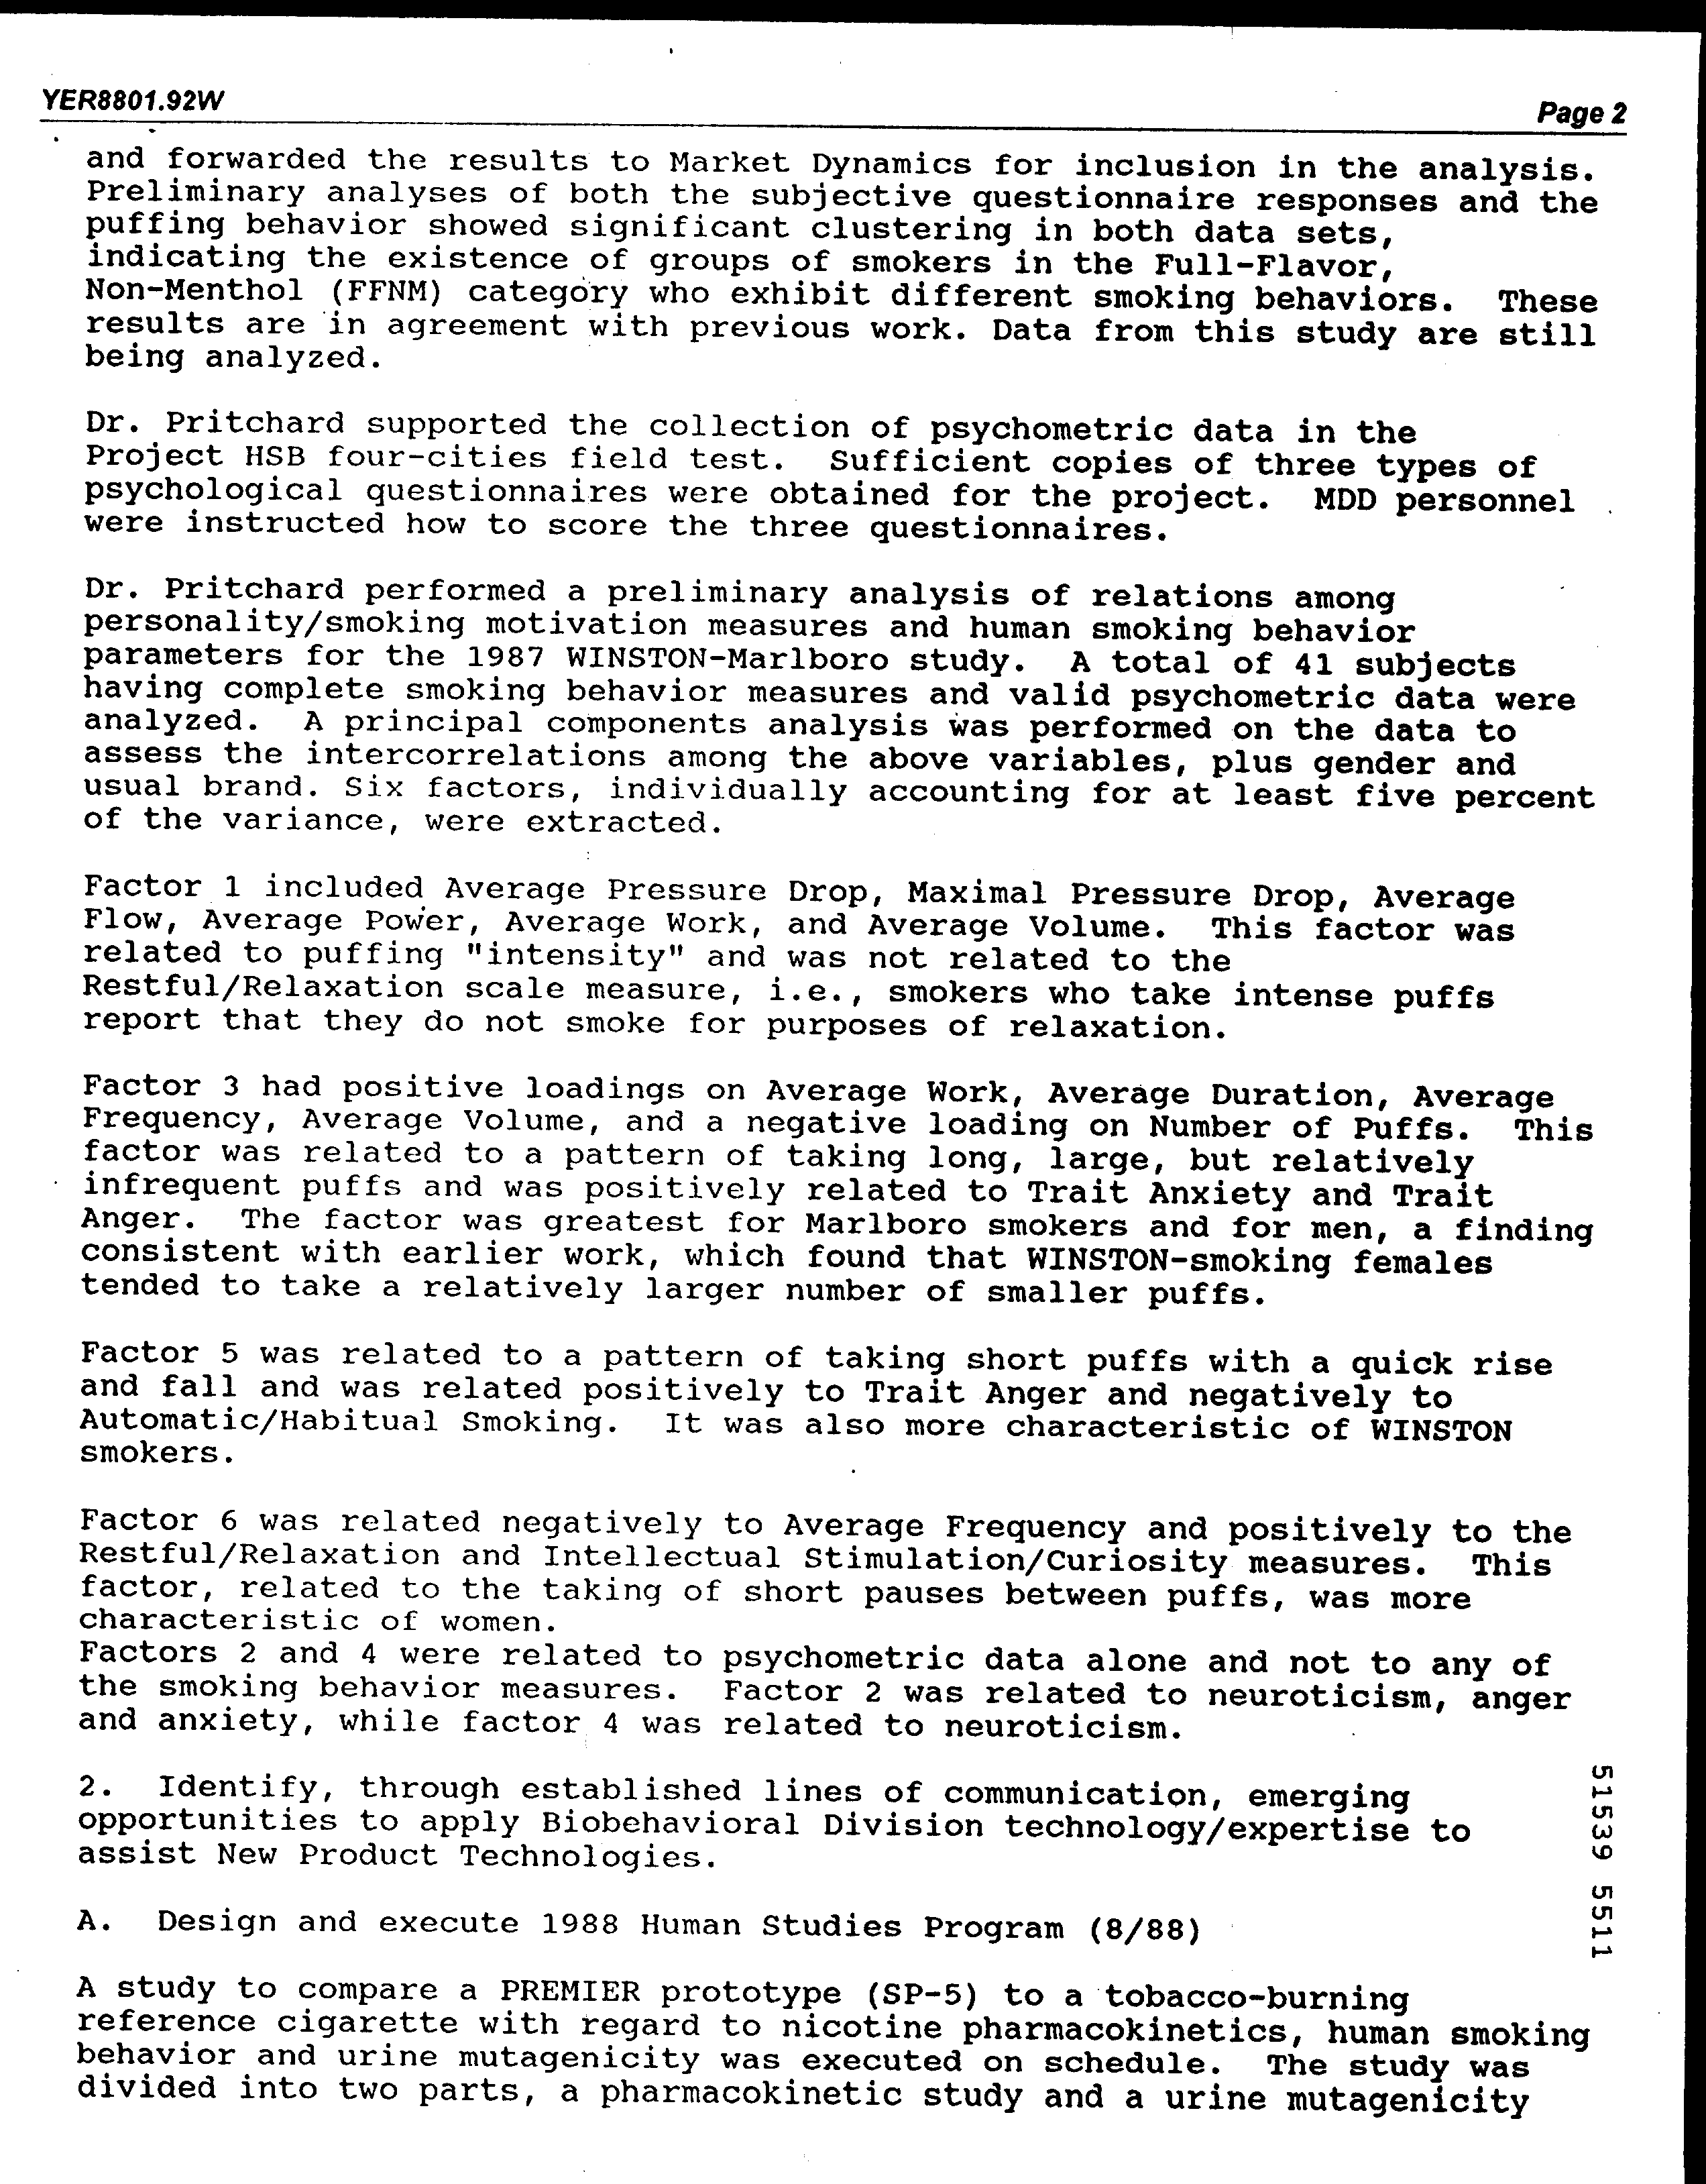 YER8801.92W
Page 2
and forwarded the results to Market Dynamics for inclusion in the analysis.
Preliminary analyses of both the subjective questionnaire responses and the
puffing behavior showed significant clustering in both data sets,
indicating the existence of groups of smokers in the Full-Flavor,
Non-Menthol (FFNM) category who exhibit different smoking behaviors.  These
results are in agreement with previous work. Data from this study are still
being analyzed.
Dr. Pritchard supported the collection of psychometric data in the
Project HSB four-cities field test.  Sufficient copies of three types of
psychological questionnaires were obtained for the project.  MDD personnel
were instructed how to score the three questionnaires.
Dr. Pritchard performed a preliminary analysis of relations among
personality/smoking motivation measures and human smoking behavior
parameters for the 1987 WINSTON-Marlboro study.  A total of 41 subjects
having complete smoking behavior measures and valid psychometric data were
analyzed.  A principal components analysis was performed on the data to
assess the intercorrelations among the above variables, plus gender and
usual brand. Six factors, individually accounting for at least five percent
of the variance, were extracted.
Factor 1 included Average Pressure Drop, Maximal Pressure Drop, Average
Flow, Average Power, Average Work, and Average Volume.  This factor was
related to puffing "intensity" and was not related to the
Restful/Relaxation scale measure, i.e., smokers who take intense puffs
report that they do not smoke for purposes of relaxation.
Factor 3 had positive loadings on Average Work, Average Duration, Average
Frequency, Average Volume, and a negative loading on Number of Puffs.  This
factor was related to a pattern of taking long, large, but relatively
infrequent puffs and was positively related to Trait Anxiety and Trait
Anger.  The factor was greatest for Marlboro smokers and for men, a finding
consistent with earlier work, which found that WINSTON-smoking females
tended to take a relatively larger number of smaller puffs.
Factor 5 was related to a pattern of taking short puffs with a quick rise
and fall and was related positively to Trait Anger and negatively to
Automatic/Habitual Smoking.  It was also more characteristic of WINSTON
smokers.
Factor 6 was related negatively to Average Frequency and positively to the
Restful/Relaxation and Intellectual Stimulation/Curiosity measures.  This
factor, related to the taking of short pauses between puffs, was more
characteristic of women.
Factors 2 and 4 were related to psychometric data alone and not to any of
the smoking behavior measures.  Factor 2 was related to neuroticism, anger
and anxiety, while factor 4 was related to neuroticism.
2.  Identify, through established lines of communication, emerging
opportunities to apply Biobehavioral Division technology/expertise to
assist New Product Technologies.
A.  Design and execute 1988 Human Studies Program (8/88)
A study to compare a PREMIER prototype (SP-5) to a tobacco-burning
reference cigarette with regard to nicotine pharmacokinetics, human smoking
behavior and urine mutagenicity was executed on schedule.  The study was
divided into two parts, a pharmacokinetic study and a urine mutagenicity
51539 5511